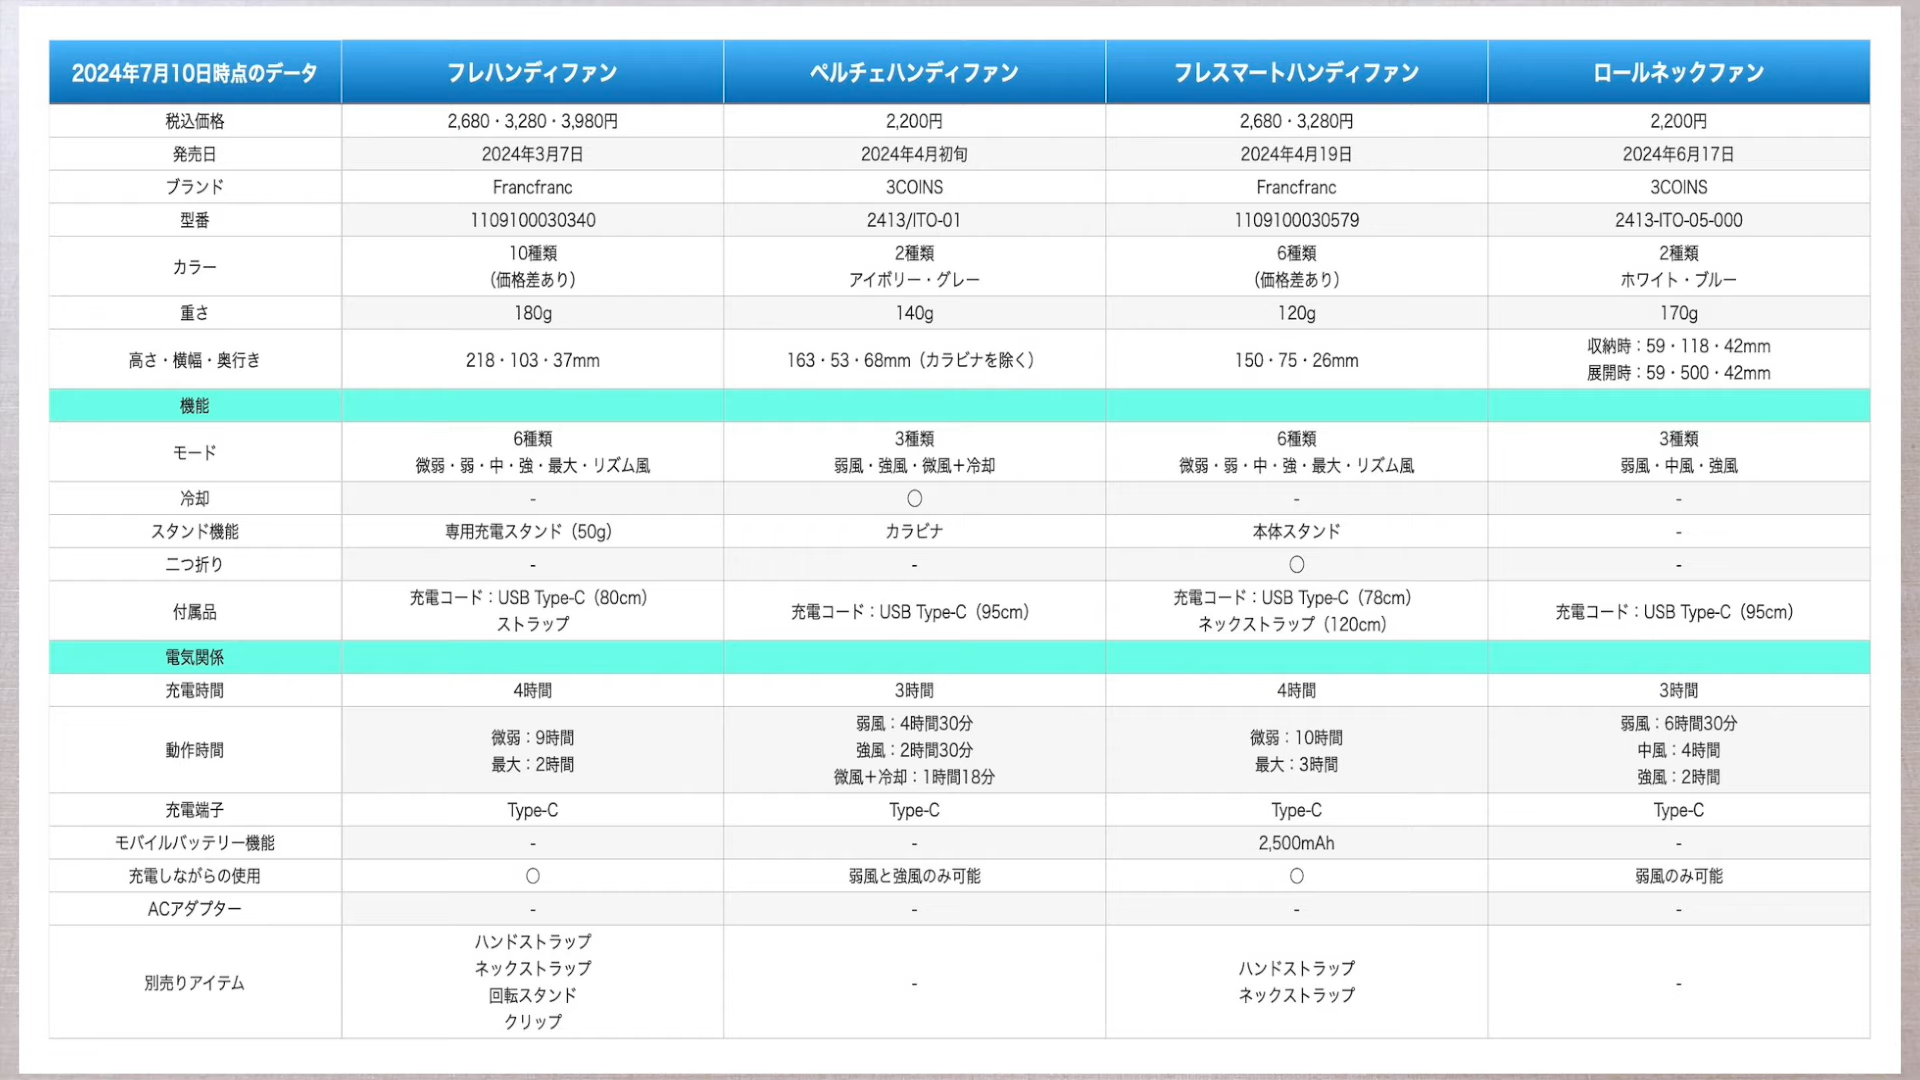 2024年7月10日時点のデータ フレハンディファン ペルチェハンディファン フレスマートハンディファン ロールネックファン
税込価格 2,680・3,280・3,980円 2,200円 2,680・3,280円 2,200円
発売日 2024年3月7日 2024年4月初旬 2024年4月19日 2024年6月17日
ブランド Francfranc 3COINS Francfranc 3COINS
型番 1109100030340 2413/ITO-01 1109100030579 2413-ITO-05-000
カラー 10種類 2種類 6種類 2種類
（価格差あり） アイボリー・グレー （価格差あり） ホワイト・ブルー
重さ 180g 140g 120g 170g
高さ・横幅・奥行き 218・103・37mm 163・53・68mm（カラビナを除く） 150・75・26mm 収納時：59・118・42mm
展開時：59・500・42mm
機能
モード 6種類 3種類 6種類 3種類
微弱・弱・中・強・最大・リズム風 弱風・強風・微風＋冷却 微弱・弱・中・強・最大・リズム風 弱風・中風・強風
冷却 - ○ - -
スタンド機能 専用充電スタンド（50g） カラビナ 本体スタンド -
二つ折り - - ○ -
付属品 充電コード：USB Type-C（80cm） 充電コード：USB Type-C（95cm） 充電コード：USB Type-C（78cm） 充電コード：USB Type-C（95cm）
ストラップ ネックストラップ（120cm）
電気関係
充電時間 4時間 3時間 4時間 3時間
動作時間 微弱：9時間 弱風：4時間30分 微弱：10時間 弱風：6時間30分
最大：2時間 強風：2時間30分 最大：3時間 中風：4時間
微風＋冷却：1時間18分 強風：2時間
充電端子 Type-C Type-C Type-C Type-C
モバイルバッテリー機能 - - 2,500mAh -
充電しながらの使用 ○ 弱風と強風のみ可能 ○ 弱風のみ可能
ACアダプター - - - -
別売りアイテム ハンドストラップ - ハンドストラップ -
ネックストラップ ネックストラップ
回転スタンド
クリップ